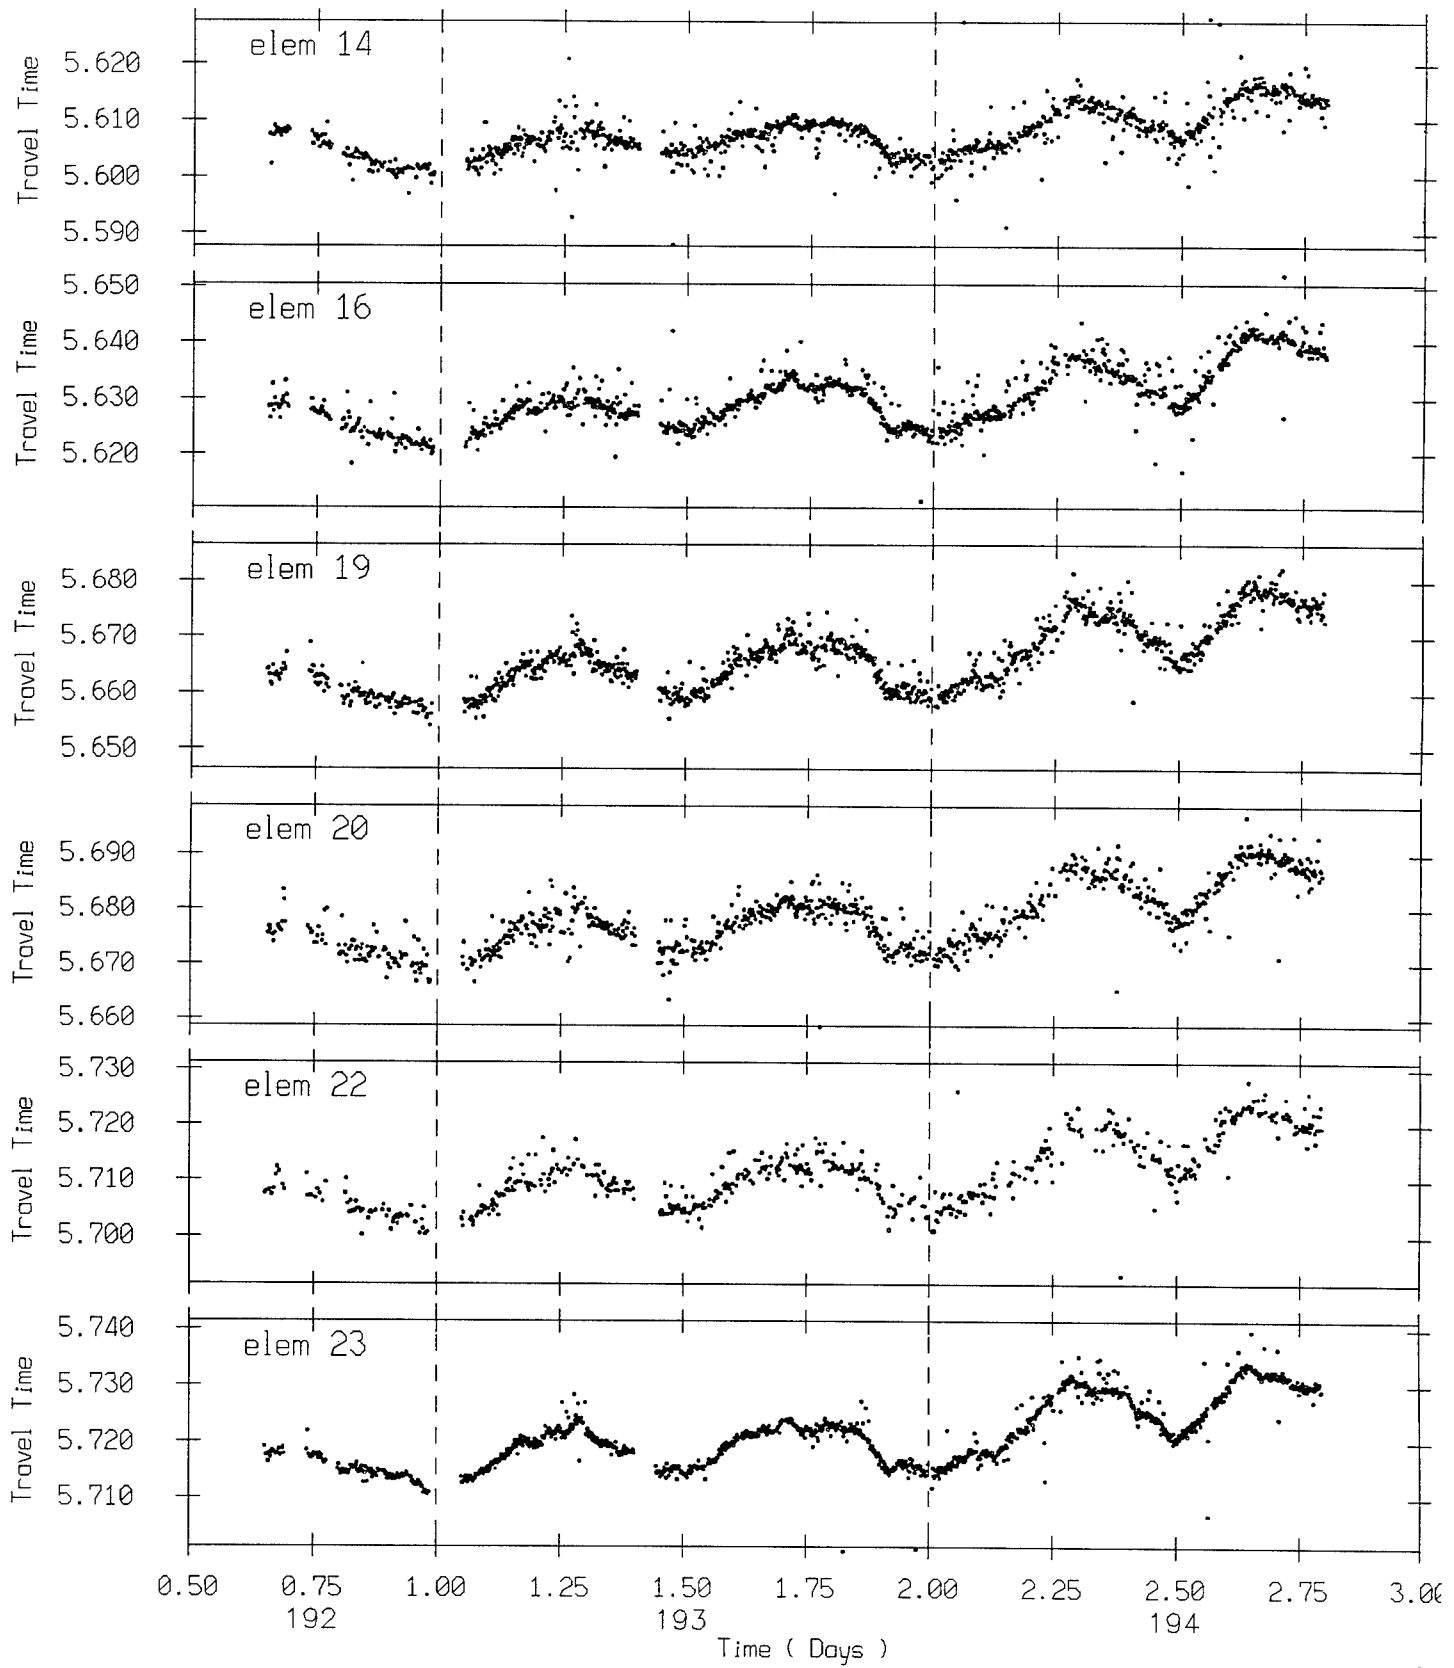 elem 14
Travel Time
5.620
5.610
5.600
5.590
elem 16
Travel Time
5.650
5.640
5.630
5.620
elem 19
Travel Time
5.680
5.670
5.660
5.650
elem 20
Travel Time
5.690
5.680
5.670
5.660
elem 22
Travel Time
5.730
5.720
5.710
5.700
elem 23
Travel Time
5.740
5.730
5.720
5.710
0.50 0.75 1.00 1.25 1.50 1.75 2.00 2.25 2.50 2.75 3.00
192 193 194
Time ( Days )